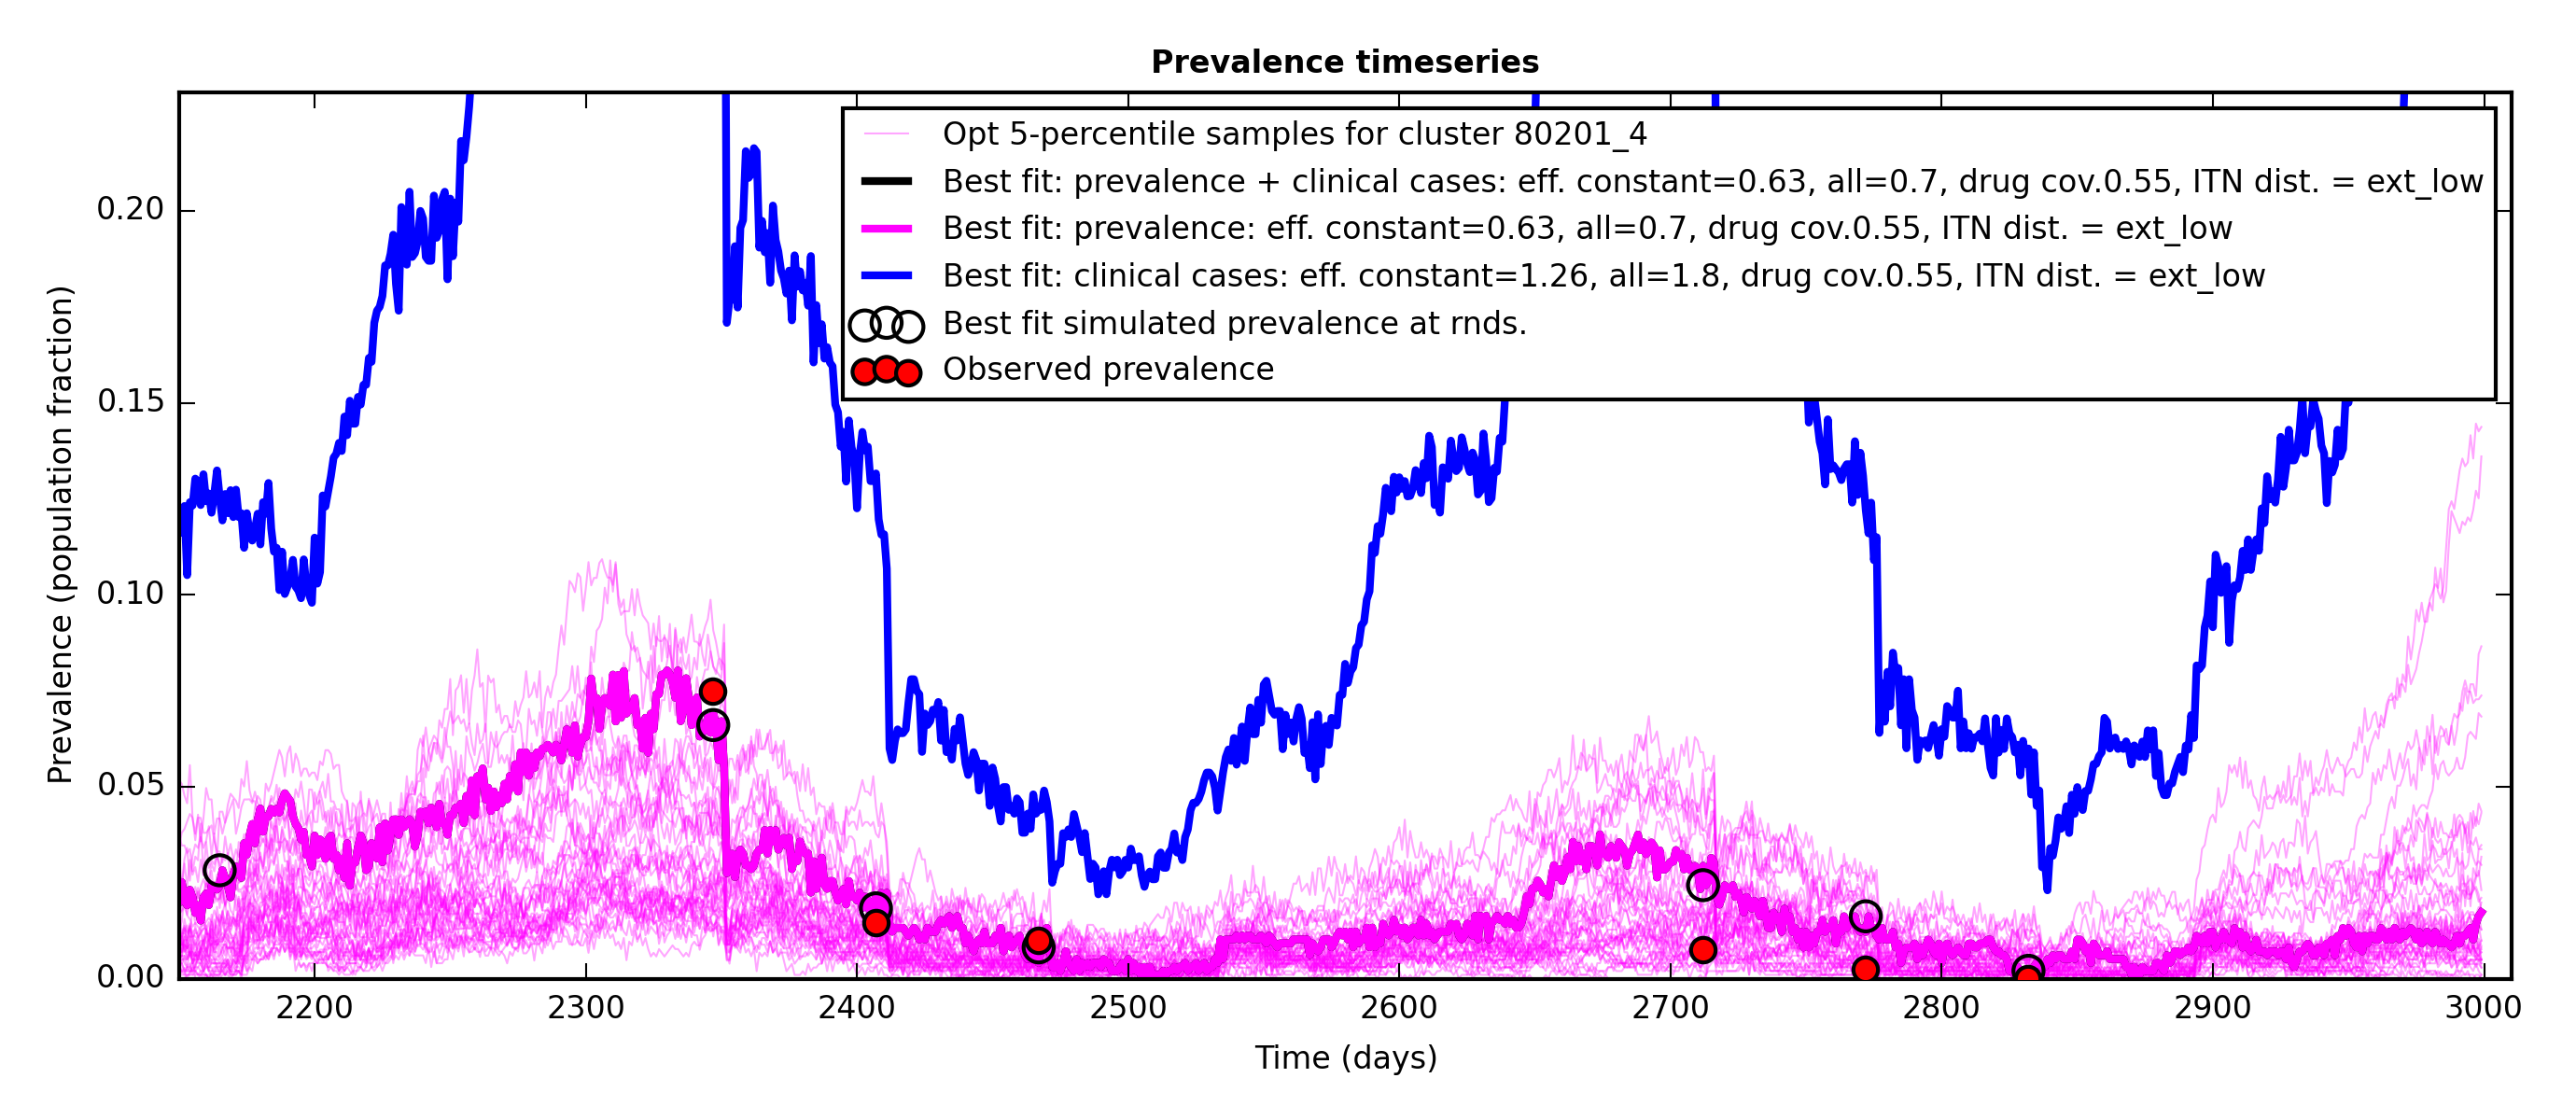 Prevalence timeseries
Opt 5-percentile samples for cluster 80201_4
Best fit: prevalence + clinical cases: eff. constant=0.63, all=0.7, drug cov.0.55, ITN dist. = ext_low
Best fit: prevalence: eff. constant=0.63, all=0.7, drug cov.0.55, ITN dist. = ext_low
Best fit: clinical cases: eff. constant=1.26, all=1.8, drug cov.0.55, ITN dist. = ext_low
Best fit simulated prevalence at rnds.
Observed prevalence
Prevalence (population fraction)
0.20
0.15
0.10
0.05
0.00
2200 2300 2400 2500 2600 2700 2800 2900 3000
Time (days)